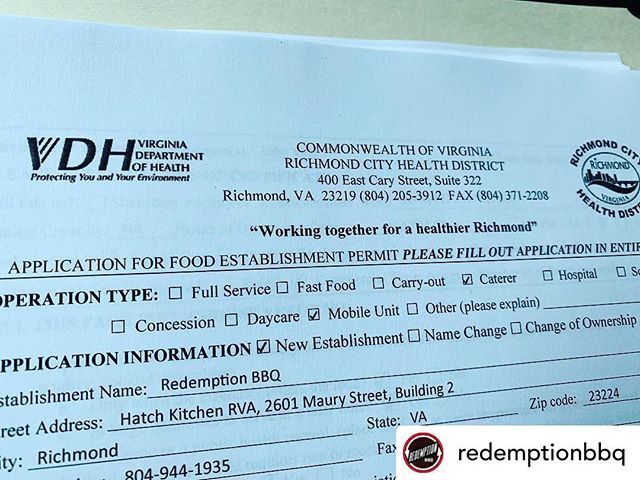 VDH VIRGINIA
DEPARTMENT
OF HEALTH
Protecting You and Your Environment
COMMONWEALTH OF VIRGINIA
RICHMOND CITY HEALTH DISTRICT
400 East Cary Street, Suite 322
Richmond, VA 23219 (804) 205-3912 FAX (804) 371-2208
RICHMOND CITY
RICHMOND
VIRGINIA
HEALTH DIST
"Working together for a healthier Richmond"
APPLICATION FOR FOOD ESTABLISHMENT PERMIT PLEASE FILL OUT APPLICATION IN ENTIR
OPERATION TYPE: ☐ Full Service ☐ Fast Food ☐ Carry-out ☑ Caterer ☐ Hospital ☐ Sc
☐ Concession ☐ Daycare ☑ Mobile Unit ☐ Other (please explain)
APPLICATION INFORMATION ☑ New Establishment ☐ Name Change ☐ Change of Ownership
Establishment Name: Redemption BBQ
Street Address: Hatch Kitchen RVA, 2601 Maury Street, Building 2
City: Richmond State: VA Zip code: 23224
804-944-1935 Fax
REDEMPTION
BBQ
redemptionbbq